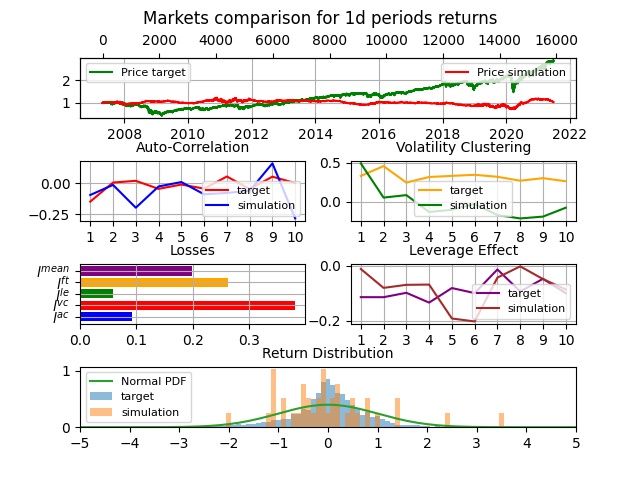 Markets comparison for 1d periods returns
0 2000 4000 6000 8000 10000 12000 14000 16000
Price target
Price simulation
2
1
2008 2010 2012 2014 2016 2018 2020 2022
Auto-Correlation
0.00
−0.25
target
simulation
1 2 3 4 5 6 7 8 9 10
Volatility Clustering
0.5
0.0
target
simulation
1 2 3 4 5 6 7 8 9 10
Losses
l^mean
l^ft
l^le
l^vc
l^ac
0.0 0.1 0.2 0.3
Leverage Effect
0.0
−0.2
target
simulation
1 2 3 4 5 6 7 8 9 10
Return Distribution
1
0
Normal PDF
target
simulation
−5 −4 −3 −2 −1 0 1 2 3 4 5